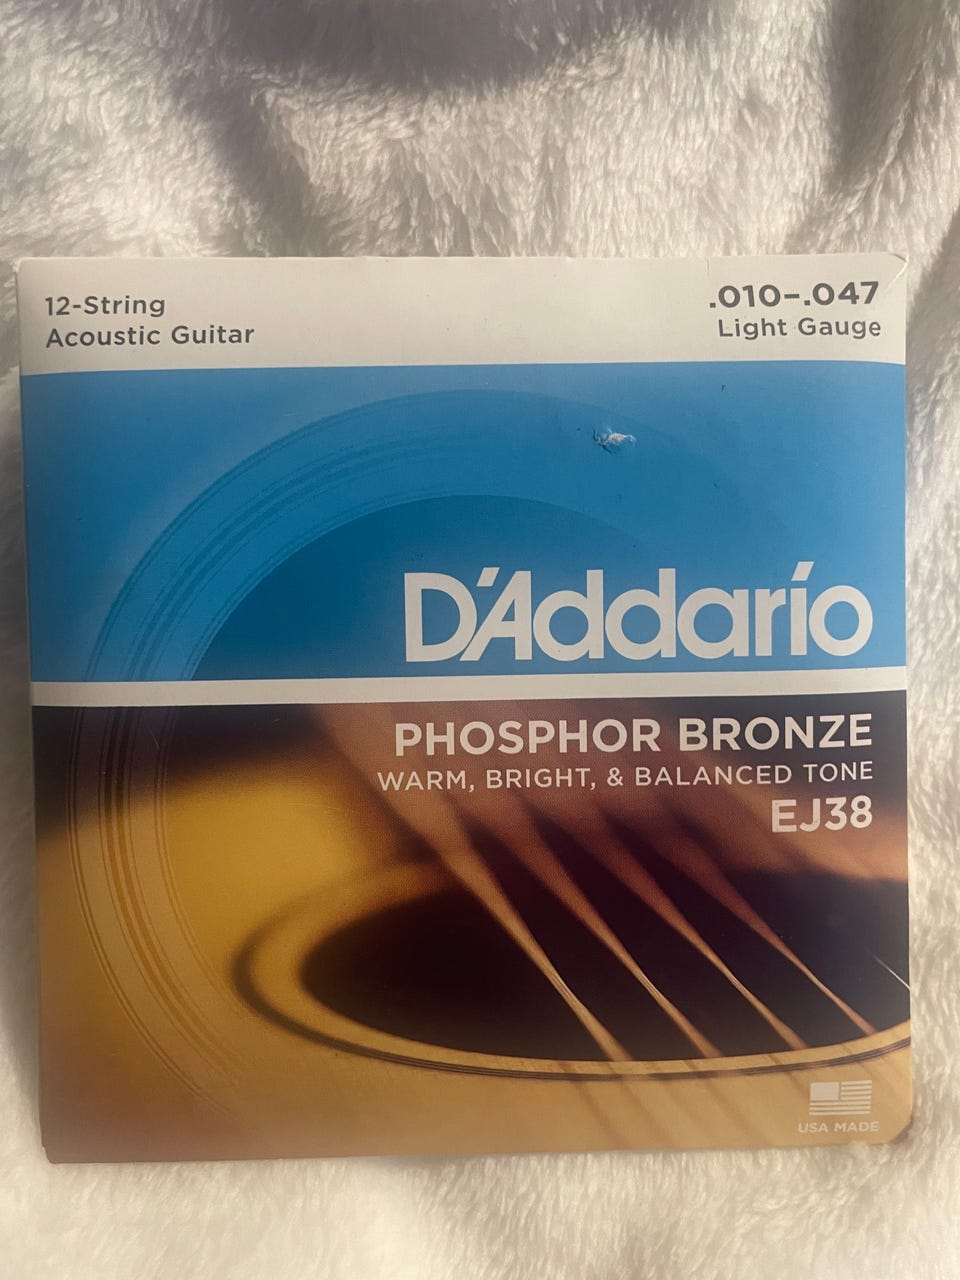 12-String
Acoustic Guitar
.010–.047
Light Gauge
D'Addario
PHOSPHOR BRONZE
WARM, BRIGHT, & BALANCED TONE
EJ38
USA MADE